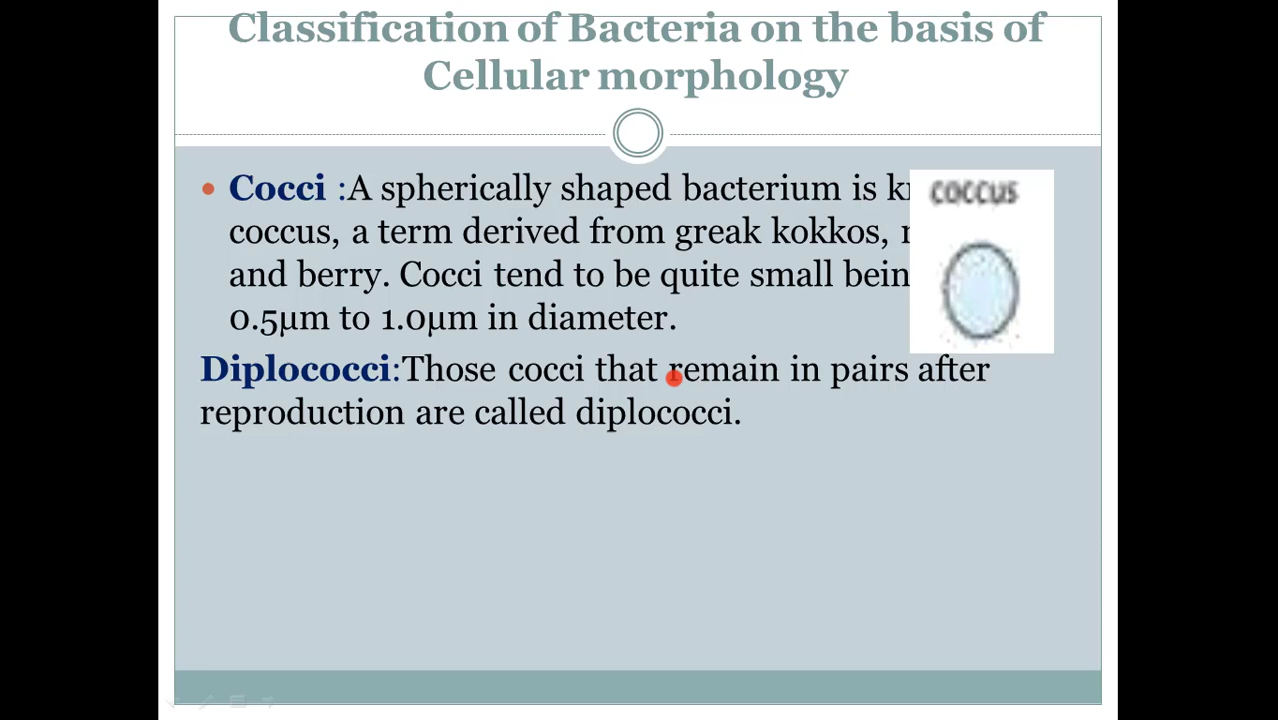 Classification of Bacteria on the basis of
Cellular morphology
• Cocci :A spherically shaped bacterium is
coccus, a term derived from greak kokkos,
and berry. Cocci tend to be quite small
0.5µm to 1.0µm in diameter.
COCCUS
Diplococci:Those cocci that remain in pairs after
reproduction are called diplococci.